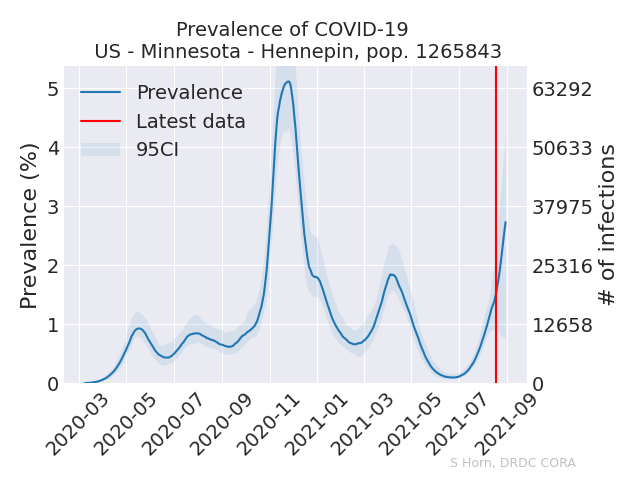 Prevalence of COVID-19
US - Minnesota - Hennepin, pop. 1265843
Prevalence
Latest data
95CI
Prevalence (%)
5
4
3
2
1
0
63292
50633
37975
25316
12658
0
# of infections
2020-03
2020-05
2020-07
2020-09
2020-11
2021-01
2021-03
2021-05
2021-07
2021-09
S Horn, DRDC CORA